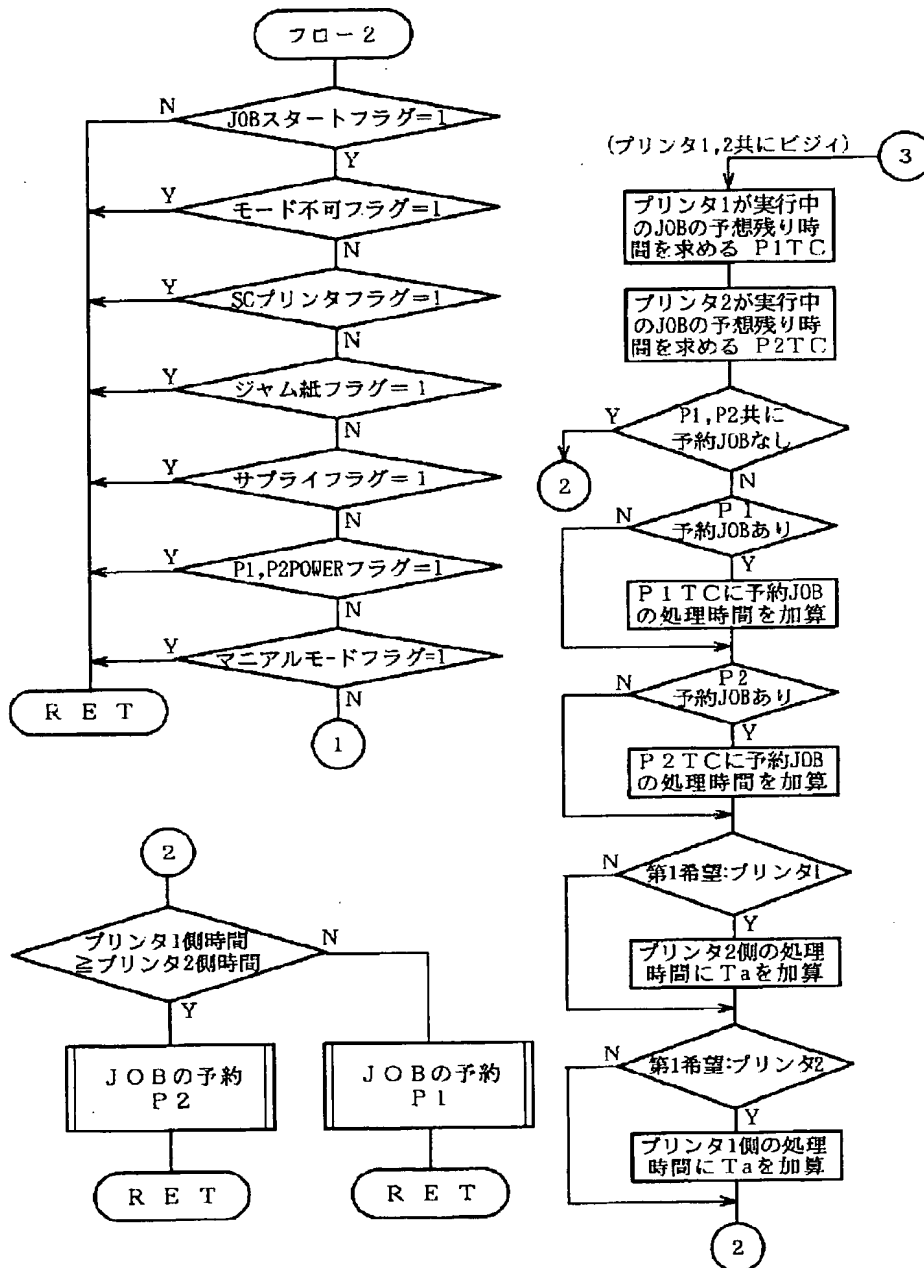 フロー2
N
JOBスタートフラグ=1
Y
Y
モード不可フラグ=1
N
Y
SCプリンタフラグ=1
N
Y
ジャム紙フラグ=1
N
Y
サプライフラグ=1
N
Y
P1,P2POWERフラグ=1
N
Y
マニアルモードフラグ=1
N
RET
1
2
プリンタ1側時間
≧プリンタ2側時間
N
Y
JOBの予約
P2
JOBの予約
P1
RET
RET
(プリンタ1,2共にビジィ)
3
プリンタ1が実行中
のJOBの予想残り時
間を求める P1TC
プリンタ2が実行中
のJOBの予想残り時
間を求める P2TC
Y
P1,P2共に
予約JOBなし
2
N
N
P1
予約JOBあり
Y
P1TCに予約JOB
の処理時間を加算
N
P2
予約JOBあり
Y
P2TCに予約JOB
の処理時間を加算
N
第1希望:プリンタ1
Y
プリンタ2側の処理
時間にTaを加算
N
第1希望:プリンタ2
Y
プリンタ1側の処理
時間にTaを加算
2